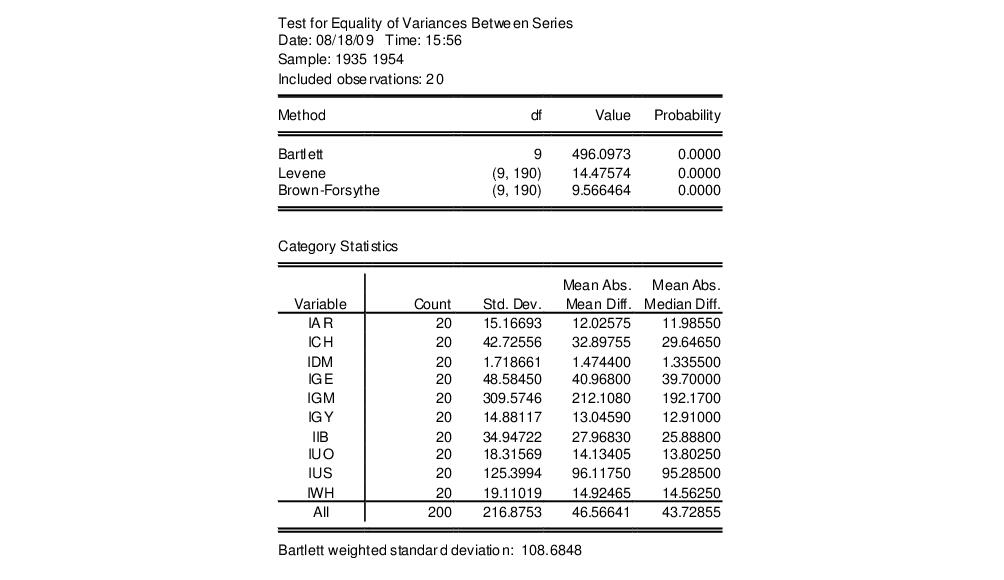 Test for Equality of Variances Between Series
Date: 08/18/09 Time: 15:56
Sample: 1935 1954
Included observations: 20
Method df Value Probability
Bartlett 9 496.0973 0.0000
Levene (9, 190) 14.47574 0.0000
Brown-Forsythe (9, 190) 9.566464 0.0000
Category Statistics
Mean Abs. Mean Abs.
Variable Count Std. Dev. Mean Diff. Median Diff.
IAR 20 15.16693 12.02575 11.98550
ICH 20 42.72556 32.89755 29.64650
IDM 20 1.718661 1.474400 1.335500
IGE 20 48.58450 40.96800 39.70000
IGM 20 309.5746 212.1080 192.1700
IGY 20 14.88117 13.04590 12.91000
IIB 20 34.94722 27.96830 25.88800
IUO 20 18.31569 14.13405 13.80250
IUS 20 125.3994 96.11750 95.28500
IWH 20 19.11019 14.92465 14.56250
All 200 216.8753 46.56641 43.72855
Bartlett weighted standard deviation: 108.6848